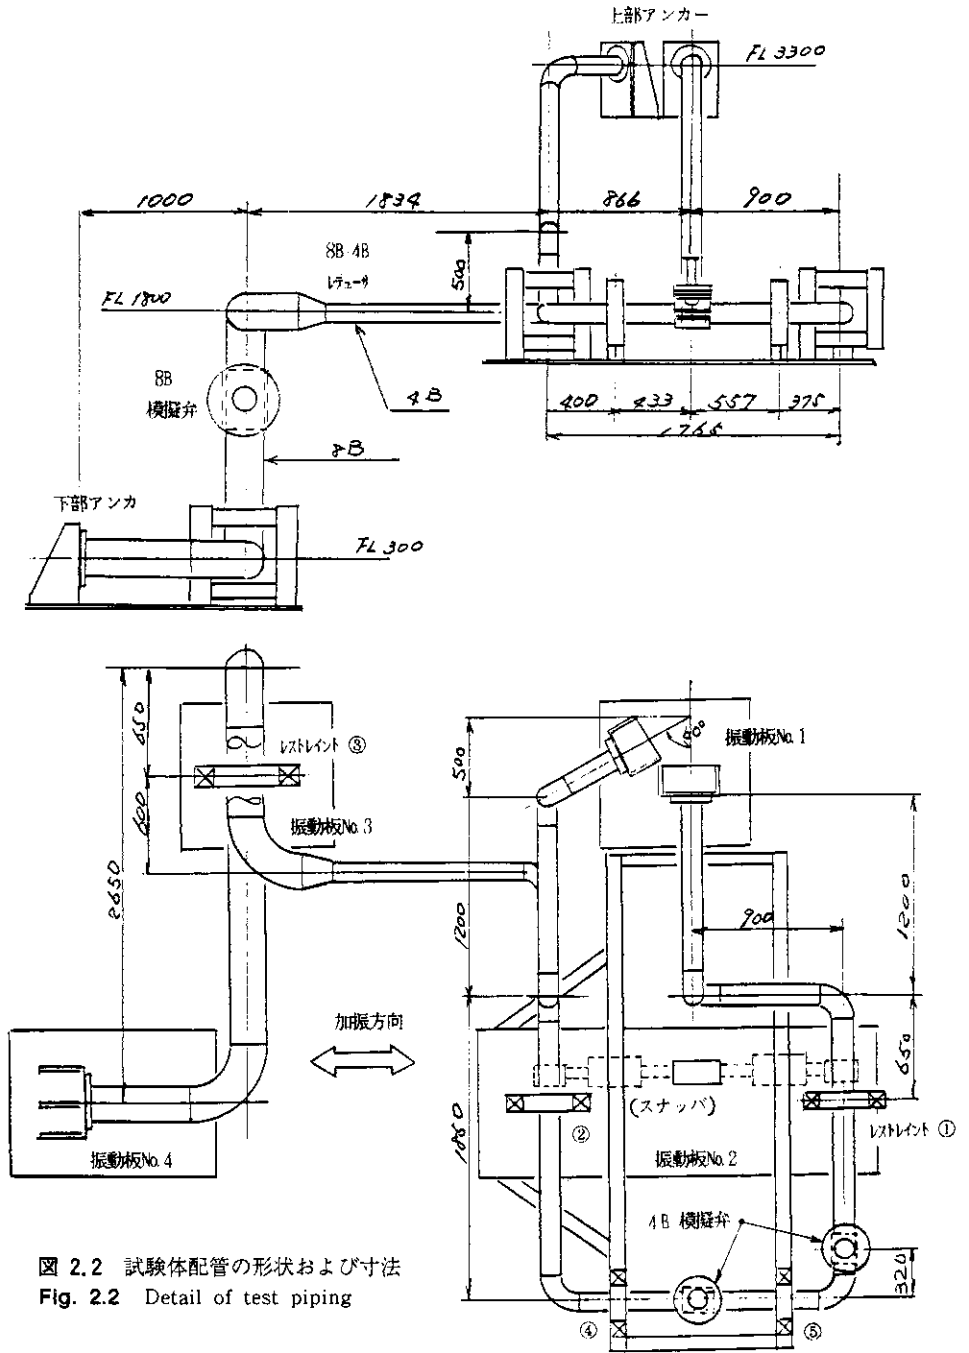 上部アンカー
FL 3300
1000
1834
866
900
8B-4B
レデューサ
500
FL 1800
8B
模擬弁
4B
400
433
557
375
1765
8B
下部アンカ
FL 300
650
レストレイント ③
600
振動板No.3
2650
500
振動板No.1
1200
900
1200
加振方向
650
(スナッバ)
1860
②
レストレイント ①
振動板No.4
振動板No.2
4B 模擬弁
320
④
⑤
図 2.2 試験体配管の形状および寸法
Fig. 2.2 Detail of test piping